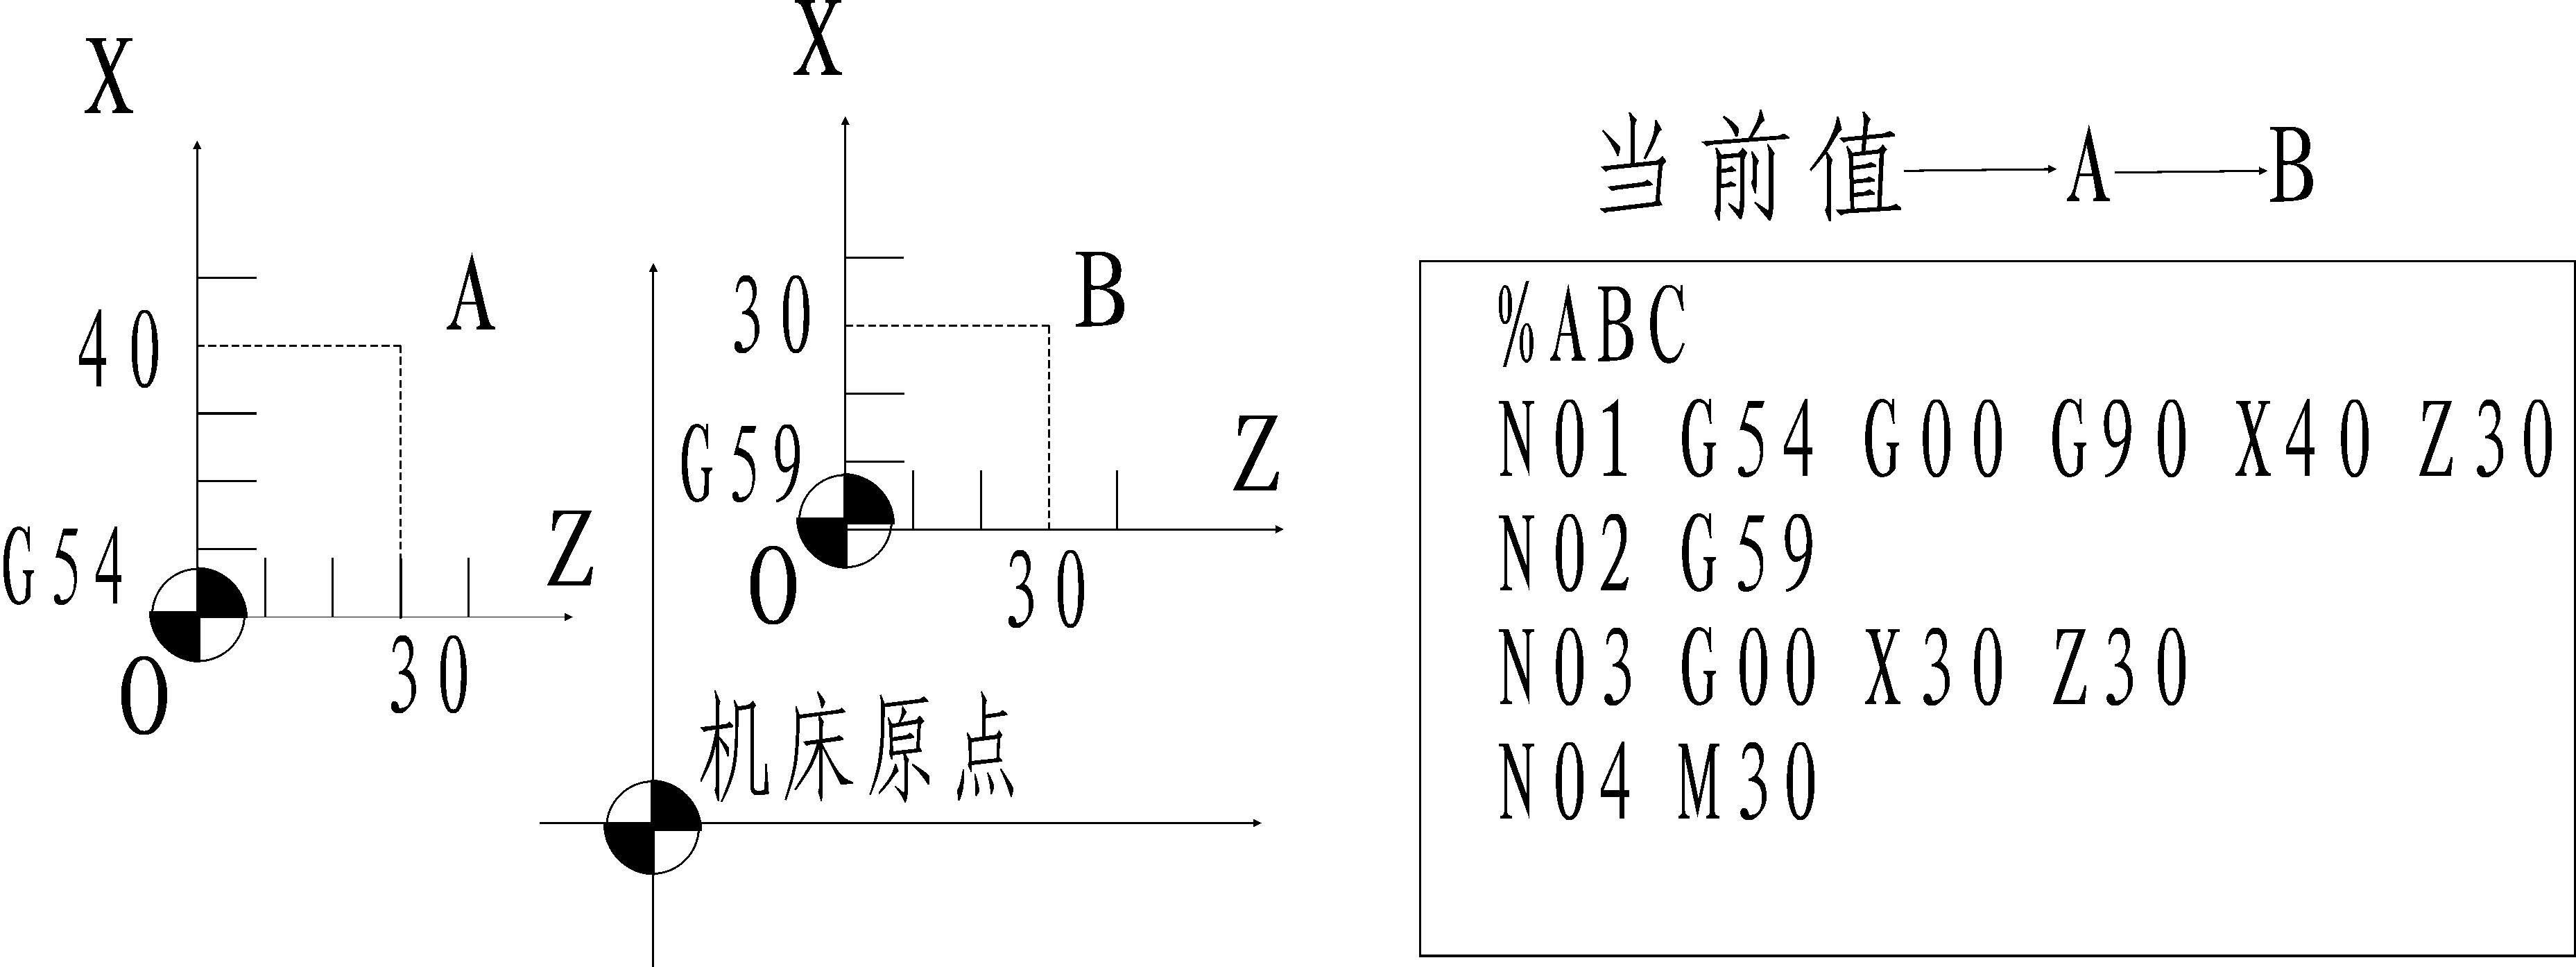 X
A
40
Z
G54
O
30
X
B
30
Z
G59
O
30
机床原点
当前值 A B
%ABC
N01 G54 G00 G90 X40 Z30
N02 G59
N03 G00 X30 Z30
N04 M30